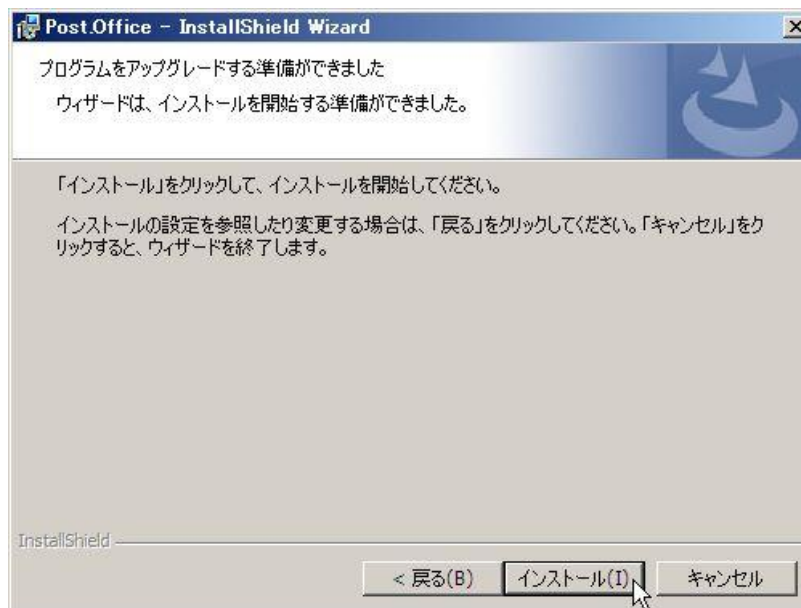 Post.Office - InstallShield Wizard
プログラムをアップグレードする準備ができました
ウィザードは、インストールを開始する準備ができました。
「インストール」をクリックして、インストールを開始してください。
インストールの設定を参照したり変更する場合は、「戻る」をクリックしてください。「キャンセル」をク
リックすると、ウィザードを終了します。
InstallShield
< 戻る(B) インストール(I) キャンセル